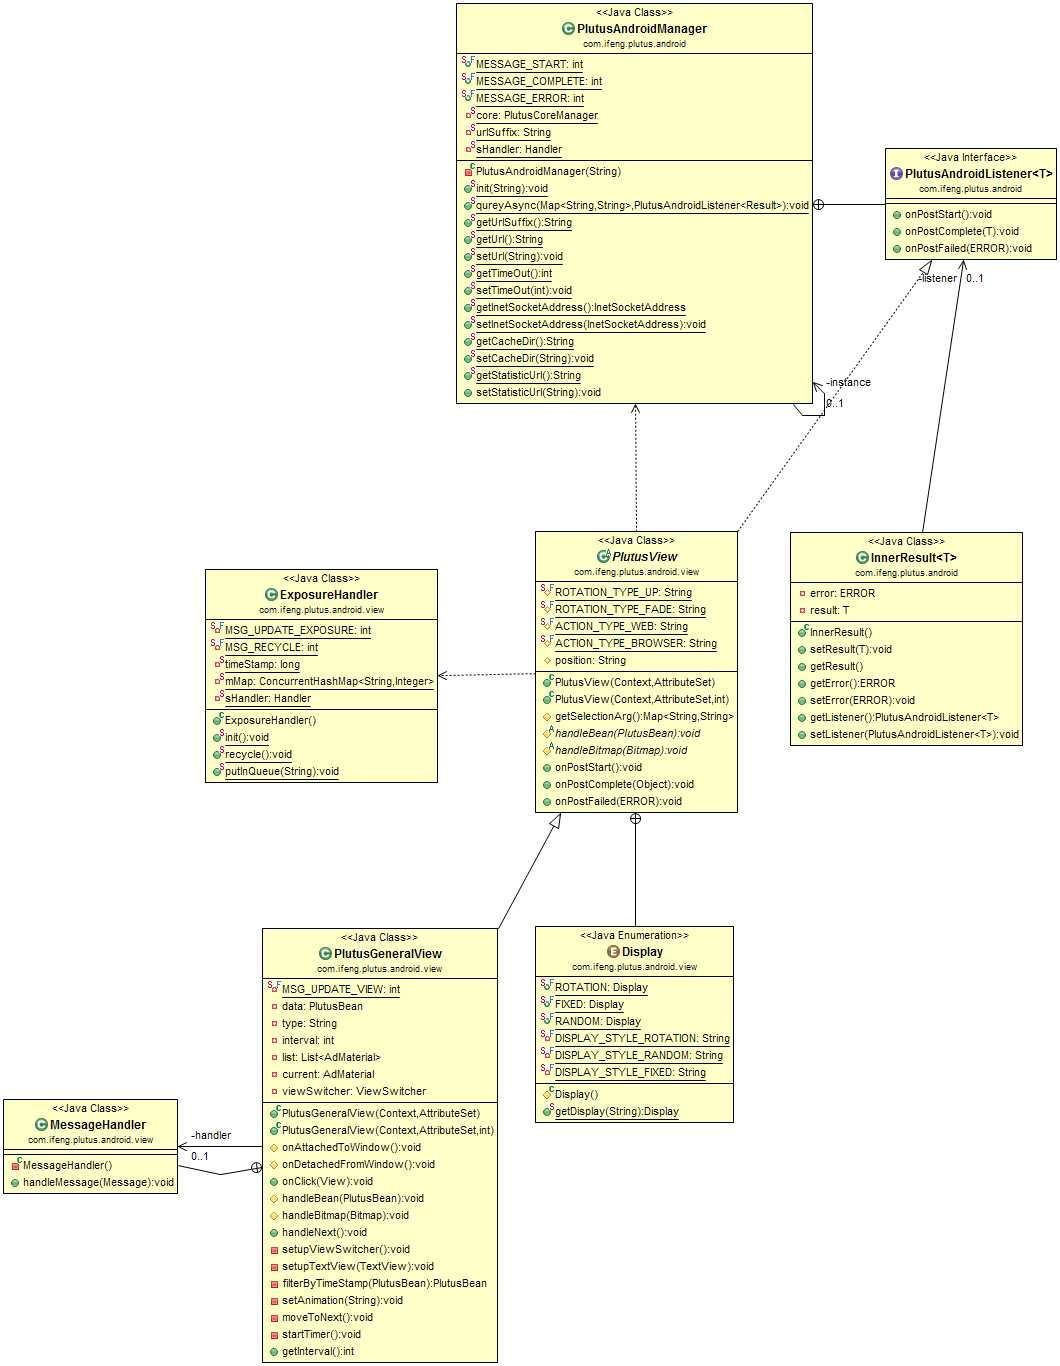 <<Java Class>>
PlutusAndroidManager
com.ifeng.plutus.android
MESSAGE_START: int
MESSAGE_COMPLETE: int
MESSAGE_ERROR: int
core: PlutusCoreManager
urlSuffix: String
sHandler: Handler
PlutusAndroidManager(String)
init(String):void
qureyAsync(Map<String,String>,PlutusAndroidListener<Result>):void
getUrlSuffix():String
getUrl():String
setUrl(String):void
getTimeOut():int
setTimeOut(int):void
getInetSocketAddress():InetSocketAddress
setInetSocketAddress(InetSocketAddress):void
getCacheDir():String
setCacheDir(String):void
getStatisticUrl():String
setStatisticUrl(String):void
-instance
0..1
<<Java Interface>>
PlutusAndroidListener<T>
com.ifeng.plutus.android
onPostStart():void
onPostComplete(T):void
onPostFailed(ERROR):void
-listener 0..1
<<Java Class>>
PlutusView
com.ifeng.plutus.android.view
ROTATION_TYPE_UP: String
ROTATION_TYPE_FADE: String
ACTION_TYPE_WEB: String
ACTION_TYPE_BROWSER: String
position: String
PlutusView(Context,AttributeSet)
PlutusView(Context,AttributeSet,int)
getSelectionArg():Map<String,String>
handleBean(PlutusBean):void
handleBitmap(Bitmap):void
onPostStart():void
onPostComplete(Object):void
onPostFailed(ERROR):void
<<Java Class>>
InnerResult<T>
com.ifeng.plutus.android
error: ERROR
result: T
InnerResult()
setResult(T):void
getResult()
getError():ERROR
setError(ERROR):void
getListener():PlutusAndroidListener<T>
setListener(PlutusAndroidListener<T>):void
<<Java Class>>
ExposureHandler
com.ifeng.plutus.android.view
MSG_UPDATE_EXPOSURE: int
MSG_RECYCLE: int
timeStamp: long
mMap: ConcurrentHashMap<String,Integer>
sHandler: Handler
ExposureHandler()
init():void
recycle():void
putInQueue(String):void
<<Java Class>>
PlutusGeneralView
com.ifeng.plutus.android.view
MSG_UPDATE_VIEW: int
data: PlutusBean
type: String
interval: int
list: List<AdMaterial>
current: AdMaterial
viewSwitcher: ViewSwitcher
PlutusGeneralView(Context,AttributeSet)
PlutusGeneralView(Context,AttributeSet,int)
onAttachedToWindow():void
onDetachedFromWindow():void
onClick(View):void
handleBean(PlutusBean):void
handleBitmap(Bitmap):void
handleNext():void
setupViewSwitcher():void
setupTextView(TextView):void
filterByTimeStamp(PlutusBean):PlutusBean
setAnimation(String):void
moveToNext():void
startTimer():void
getInterval():int
<<Java Enumeration>>
Display
com.ifeng.plutus.android.view
ROTATION: Display
FIXED: Display
RANDOM: Display
DISPLAY_STYLE_ROTATION: String
DISPLAY_STYLE_RANDOM: String
DISPLAY_STYLE_FIXED: String
Display()
getDisplay(String):Display
<<Java Class>>
MessageHandler
com.ifeng.plutus.android.view
MessageHandler()
handleMessage(Message):void
-handler
0..1